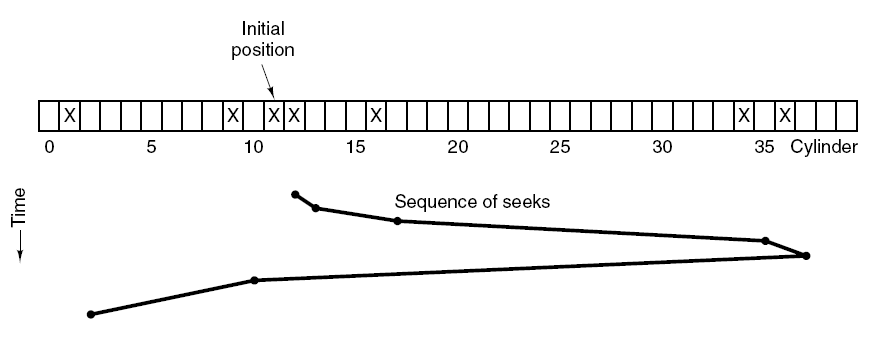 Initial
position
X X X X X X X
0 5 10 15 20 25 30 35 Cylinder
Sequence of seeks
Time